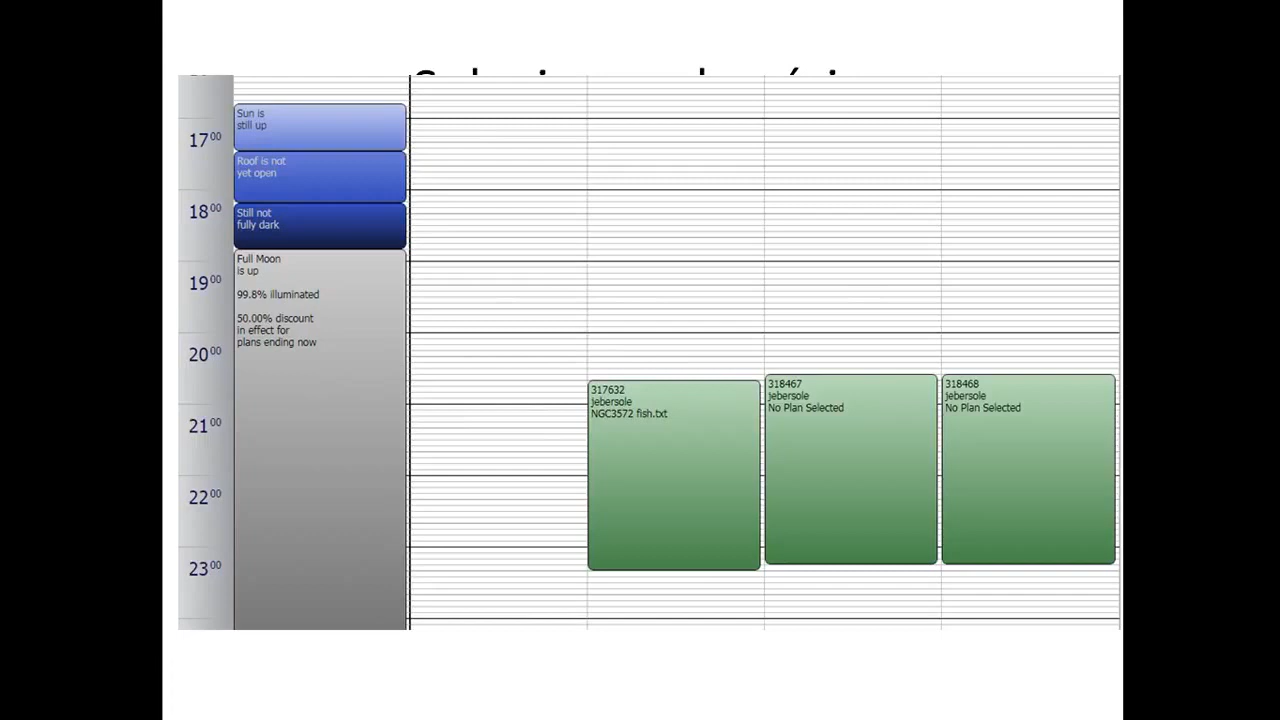 Sun is
still up
17 00
Roof is not
yet open
18 00
Still not
fully dark
Full Moon
is up
19 00
99.8% illuminated
50.00% discount
in effect for
plans ending now
20 00
317632
jebersole
NGC3572 fish.txt
318467
jebersole
No Plan Selected
318468
jebersole
No Plan Selected
21 00
22 00
23 00